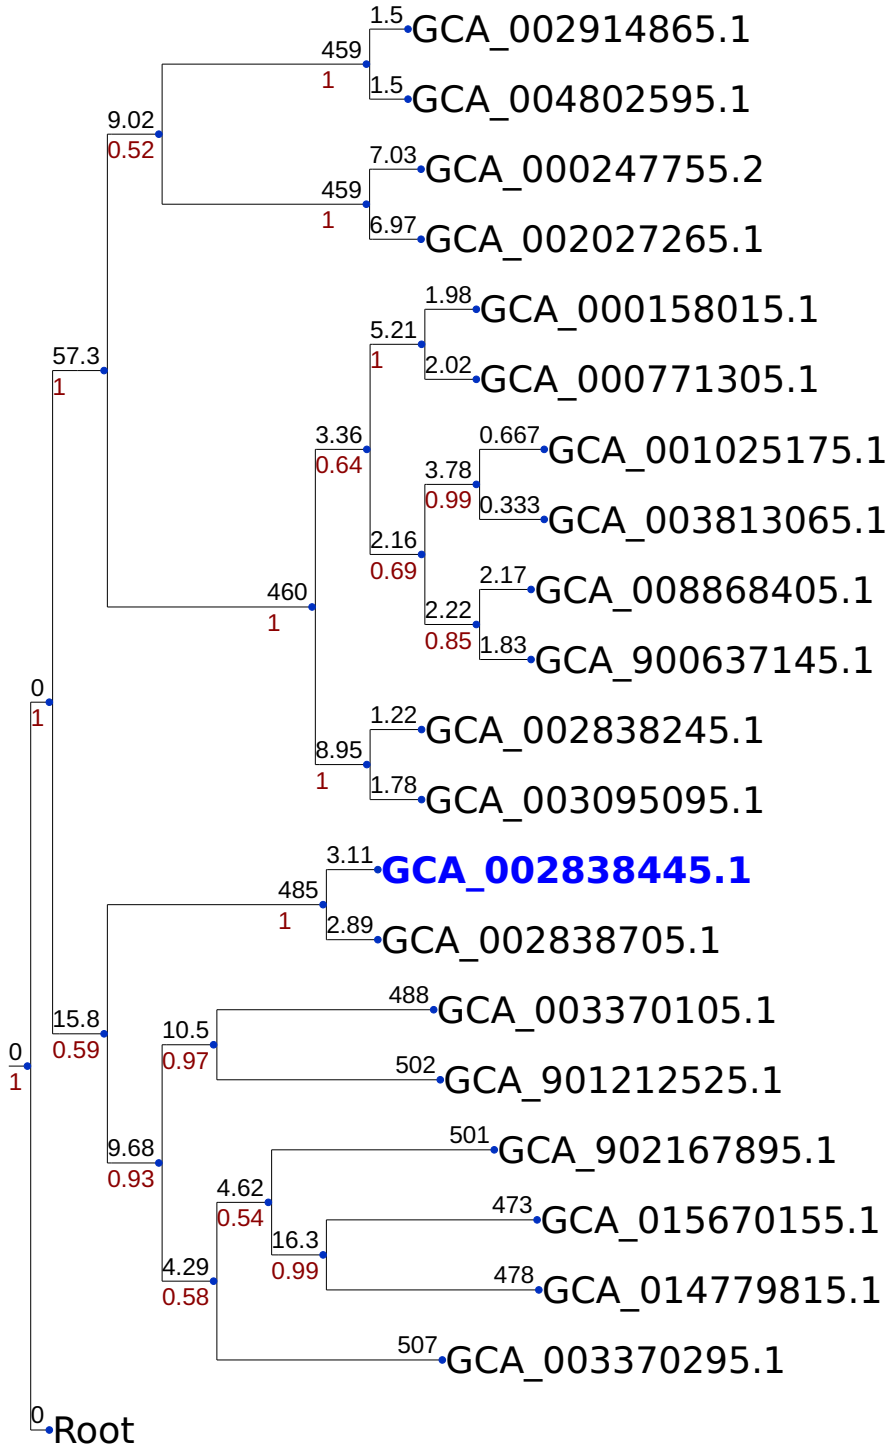 1.5
GCA_002914865.1
459
1
1.5
GCA_004802595.1
9.02
0.52
7.03
GCA_000247755.2
459
1
6.97
GCA_002027265.1
1.98
GCA_000158015.1
5.21
1
57.3
1
2.02
GCA_000771305.1
3.36
0.64
0.667
GCA_001025175.1
3.78
0.99
0.333
GCA_003813065.1
2.16
0.69
2.17
GCA_008868405.1
460
1
2.22
0.85
1.83
GCA_900637145.1
0
1
1.22
GCA_002838245.1
8.95
1
1.78
GCA_003095095.1
3.11
GCA_002838445.1
485
1
2.89
GCA_002838705.1
488
GCA_003370105.1
15.8
0.59
10.5
0.97
0
1
502
GCA_901212525.1
501
GCA_902167895.1
9.68
0.93
4.62
0.54
473
GCA_015670155.1
16.3
0.99
4.29
0.58
478
GCA_014779815.1
507
GCA_003370295.1
0
Root